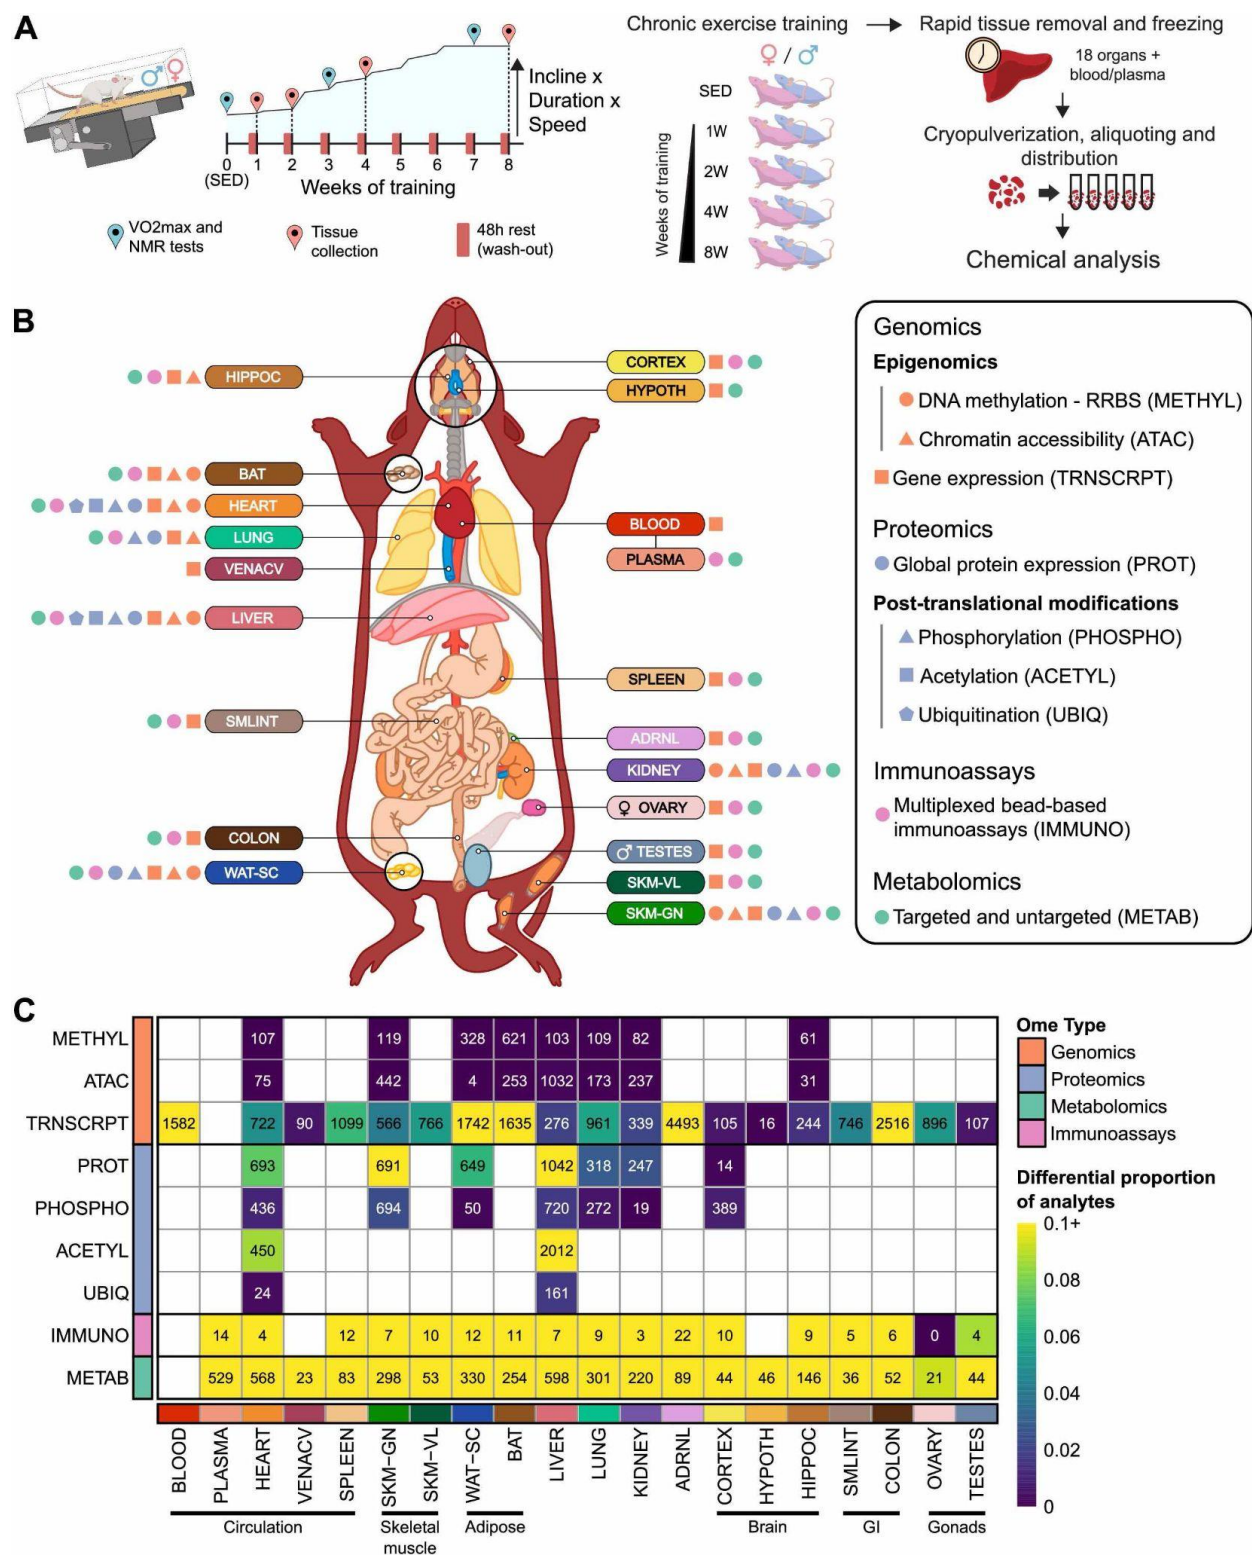 A
Incline x
Duration x
Speed
0 1 2 3 4 5 6 7 8
(SED)
Weeks of training
VO2max and
NMR tests
Tissue
collection
48h rest
(wash-out)
Chronic exercise training
♀ / ♂
SED
1W
2W
4W
8W
Weeks of training
Rapid tissue removal and freezing
18 organs +
blood/plasma
Cryopulverization, aliquoting and
distribution
Chemical analysis
B
HIPPOC
BAT
HEART
LUNG
VENACV
LIVER
SMLINT
COLON
WAT-SC
CORTEX
HYPOTH
BLOOD
PLASMA
SPLEEN
ADRNL
KIDNEY
♀ OVARY
♂ TESTES
SKM-VL
SKM-GN
Genomics
Epigenomics
DNA methylation - RRBS (METHYL)
Chromatin accessibility (ATAC)
Gene expression (TRNSCRPT)
Proteomics
Global protein expression (PROT)
Post-translational modifications
Phosphorylation (PHOSPHO)
Acetylation (ACETYL)
Ubiquitination (UBIQ)
Immunoassays
Multiplexed bead-based
immunoassays (IMMUNO)
Metabolomics
Targeted and untargeted (METAB)
C
METHYL 107 119 328 621 103 109 82 61
ATAC 75 442 4 253 1032 173 237 31
TRNSCRPT 1582 722 90 1099 566 766 1742 1635 276 961 339 4493 105 16 244 746 2516 896 107
PROT 693 691 649 1042 318 247 14
PHOSPHO 436 694 50 720 272 19 389
ACETYL 450 2012
UBIQ 24 161
IMMUNO 14 4 12 7 10 12 11 7 9 3 22 10 9 5 6 0 4
METAB 529 568 23 83 298 53 330 254 598 301 220 89 44 46 146 36 52 21 44
BLOOD PLASMA HEART VENACV SPLEEN SKM−GN SKM−VL WAT−SC BAT LIVER LUNG KIDNEY ADRNL CORTEX HYPOTH HIPPOC SMLINT COLON OVARY TESTES
Circulation
Skeletal
muscle
Adipose
Brain
GI
Gonads
Ome Type
Genomics
Proteomics
Metabolomics
Immunoassays
Differential proportion
of analytes
0.1+
0.08
0.06
0.04
0.02
0